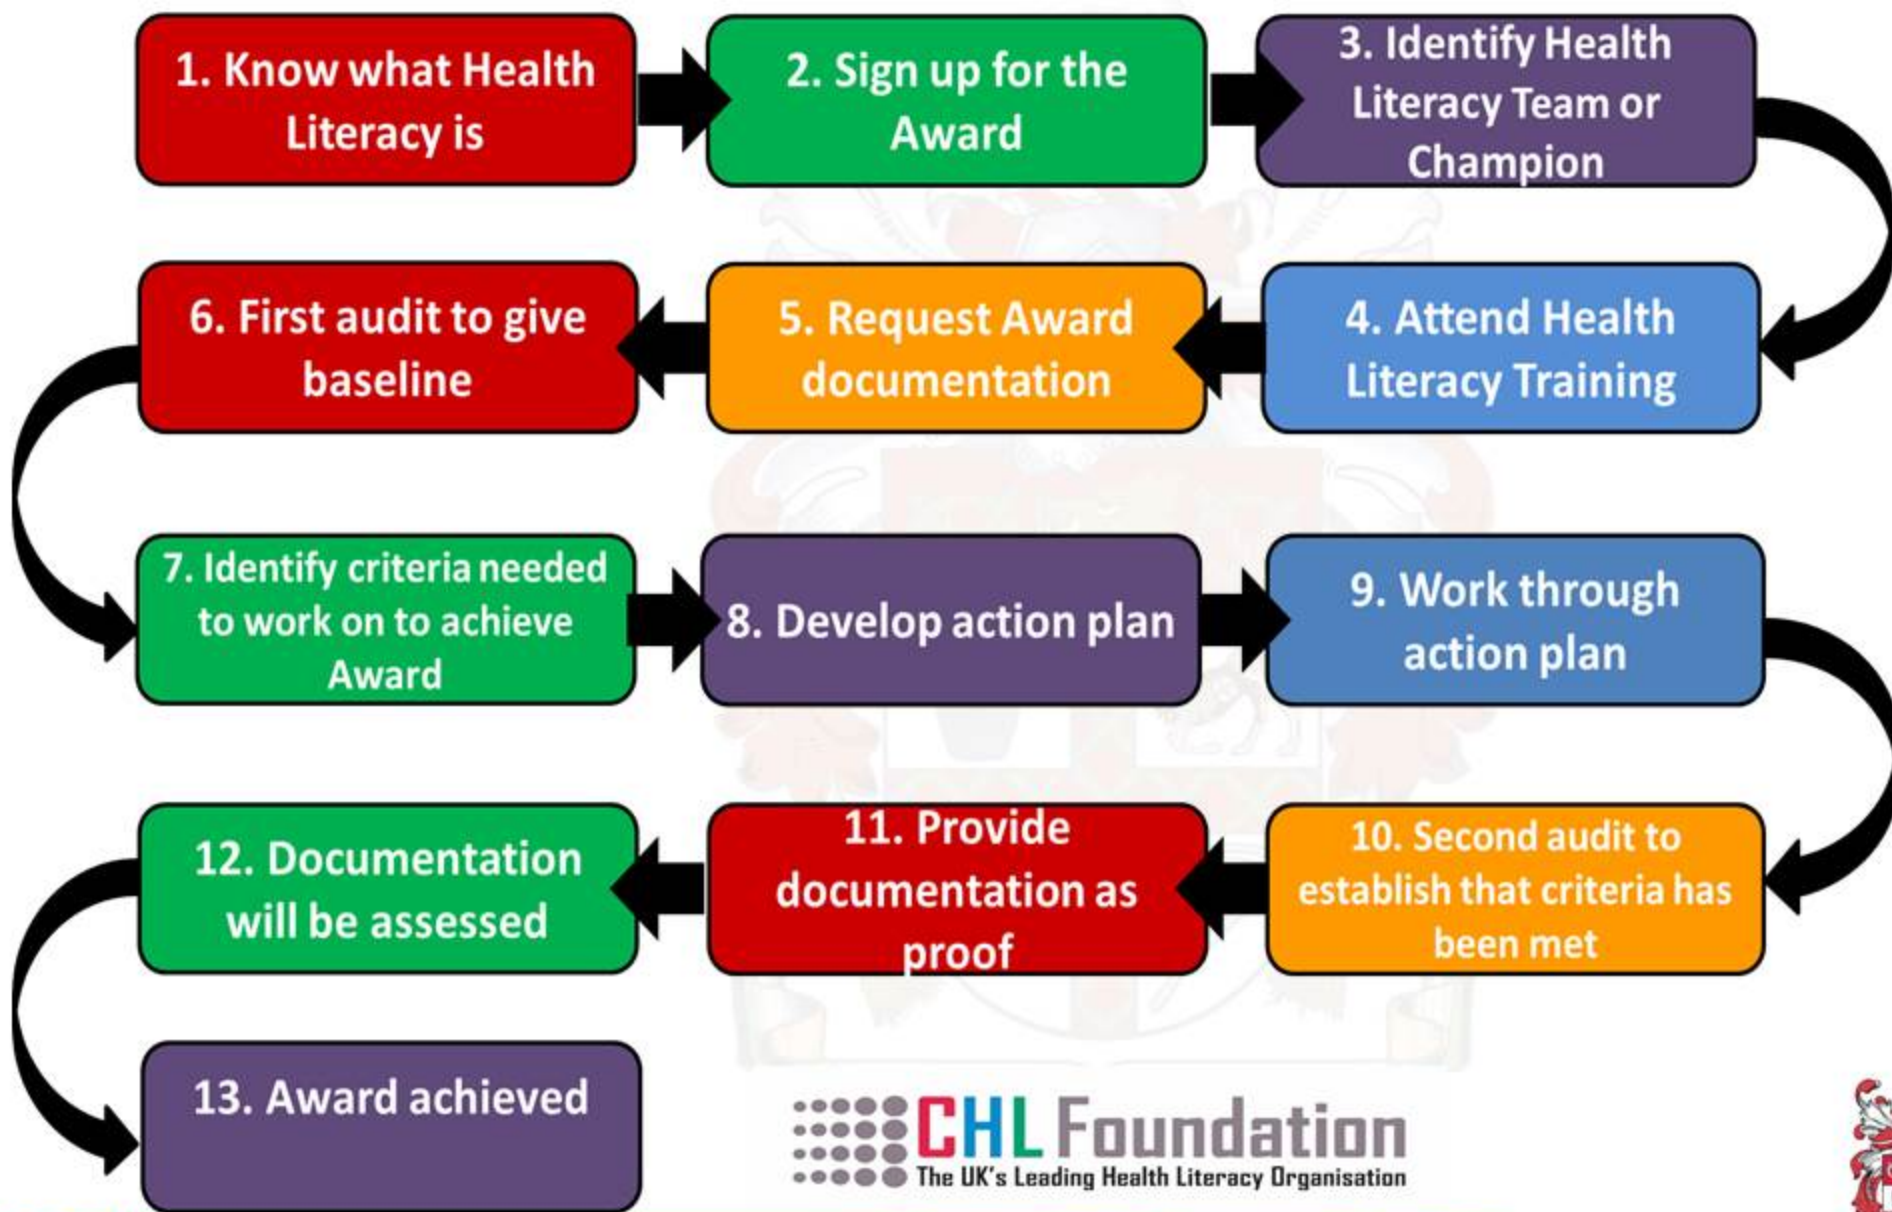 1. Know what Health
Literacy is
2. Sign up for the
Award
3. Identify Health
Literacy Team or
Champion
4. Attend Health
Literacy Training
5. Request Award
documentation
6. First audit to give
baseline
7. Identify criteria needed
to work on to achieve
Award
8. Develop action plan
9. Work through
action plan
10. Second audit to
establish that criteria has
been met
11. Provide
documentation as
proof
12. Documentation
will be assessed
13. Award achieved
CHL Foundation
The UK's Leading Health Literacy Organisation